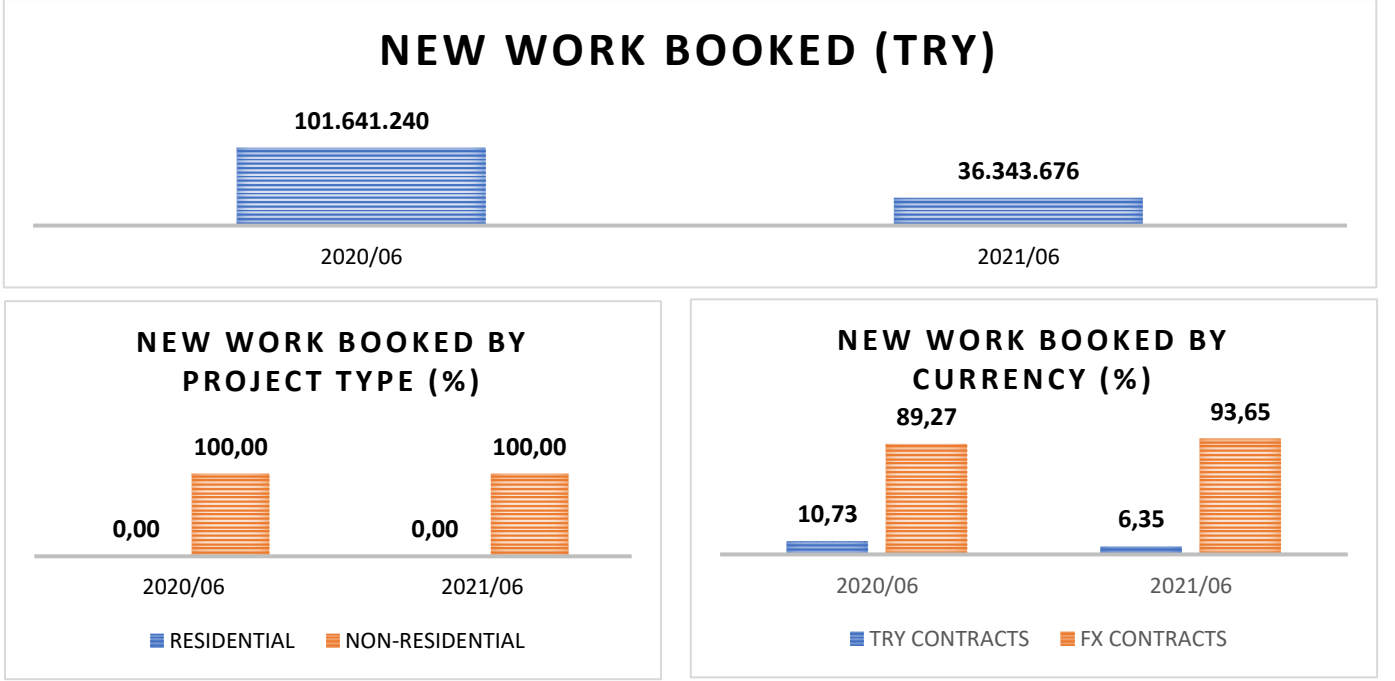 NEW WORK BOOKED (TRY)
101.641.240
36.343.676
2020/06
2021/06
NEW WORK BOOKED BY
PROJECT TYPE (%)
100,00
100,00
0,00
0,00
2020/06
2021/06
RESIDENTIAL
NON-RESIDENTIAL
NEW WORK BOOKED BY
CURRENCY (%)
89,27
93,65
10,73
6,35
2020/06
2021/06
TRY CONTRACTS
FX CONTRACTS